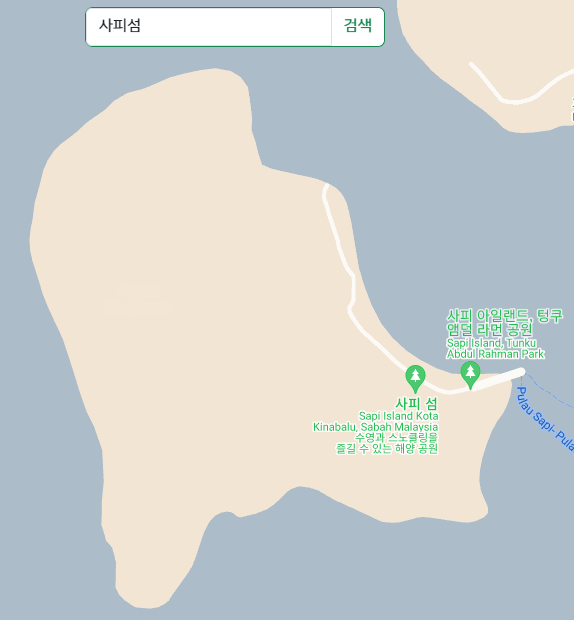 사피섬
검색
사피 아일랜드, 텅쿠
앰덜 라먼 공원
Sapi Island, Tunku
Abdul Rahman Park
사피 섬
Sapi Island Kota
Kinabalu, Sabah Malaysia
수영과 스노클링을
즐길 수 있는 해양 공원
Pulau Sapi- Pula